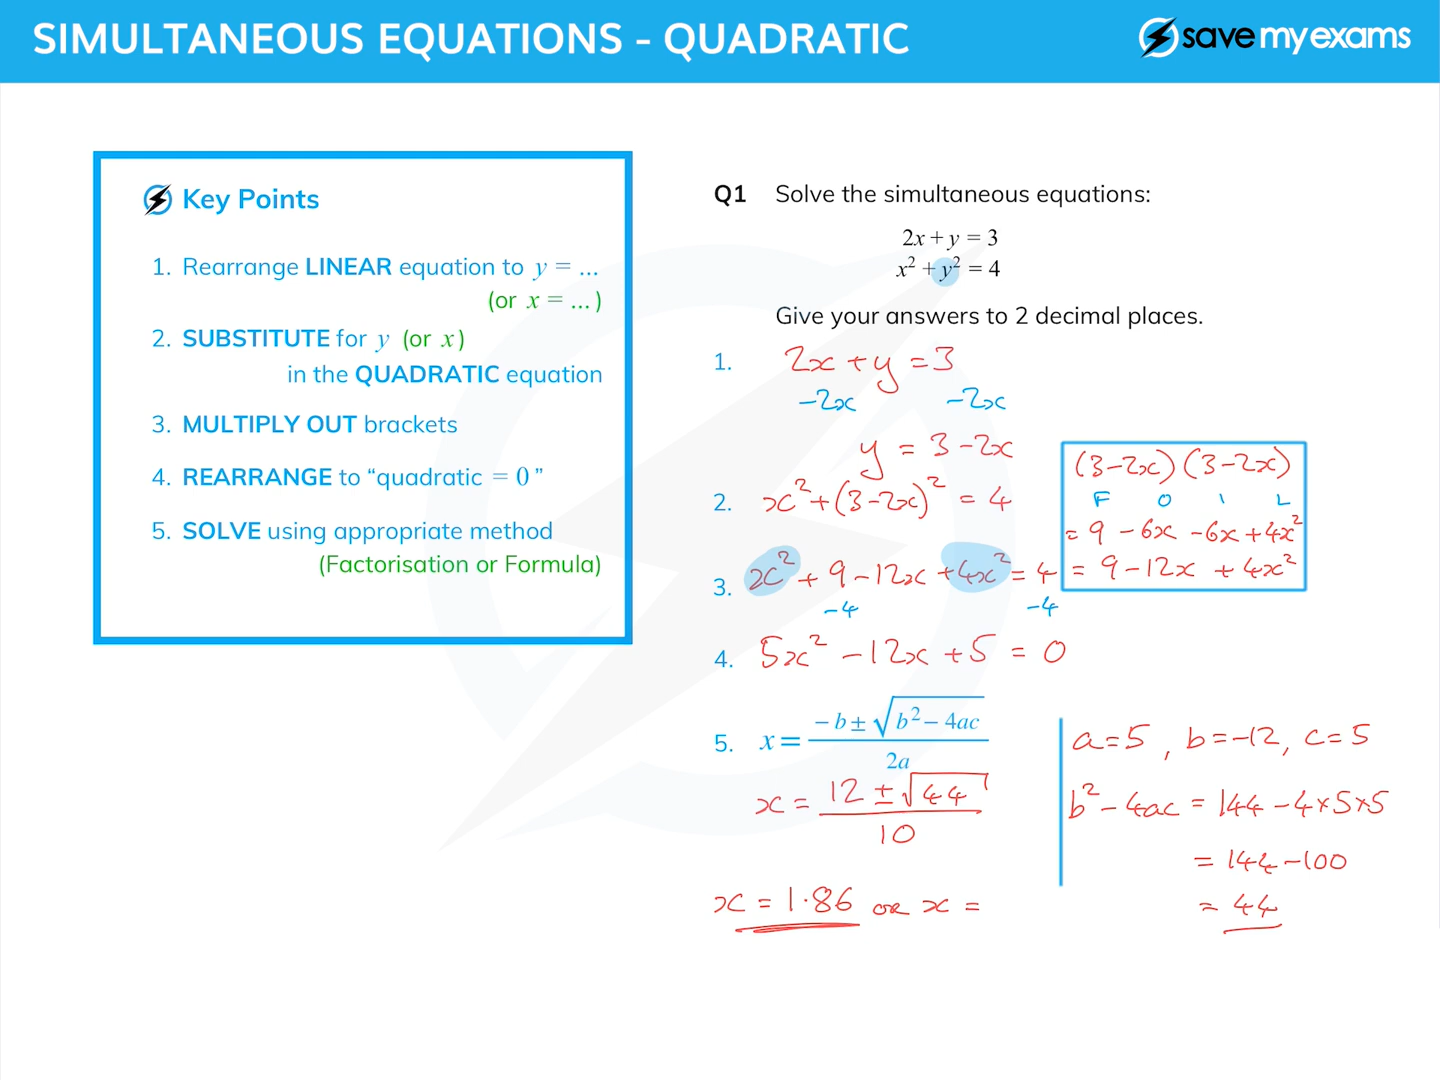 SIMULTANEOUS EQUATIONS - QUADRATIC
save my exams
Key Points
1. Rearrange LINEAR equation to y = ...
(or x = ...)
2. SUBSTITUTE for y (or x)
in the QUADRATIC equation
3. MULTIPLY OUT brackets
4. REARRANGE to “quadratic = 0 ”
5. SOLVE using appropriate method
(Factorisation or Formula)
Q1 Solve the simultaneous equations:
2x + y = 3
x² + y² = 4
Give your answers to 2 decimal places.
1. 2x + y = 3
-2x -2x
y = 3 - 2x
2. x² + (3-2x)² = 4
3. x² + 9 - 12x + 4x² = 4
-4 -4
4. 5x² - 12x + 5 = 0
5. x = (-b ± √(b² - 4ac)) / 2a
x = (12 ± √44) / 10
x = 1.86 or x =
(3-2x)(3-2x)
F O I L
= 9 - 6x - 6x + 4x²
= 9 - 12x + 4x²
a=5, b=-12, c=5
b² - 4ac = 144 - 4×5×5
= 144 - 100
= 44